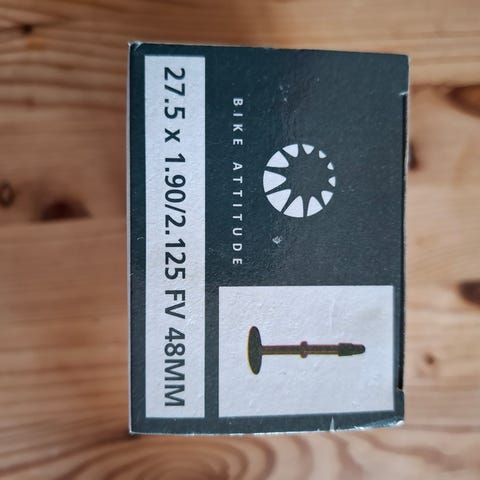 BIKE ATTITUDE
27.5 x 1.90/2.125 FV 48MM